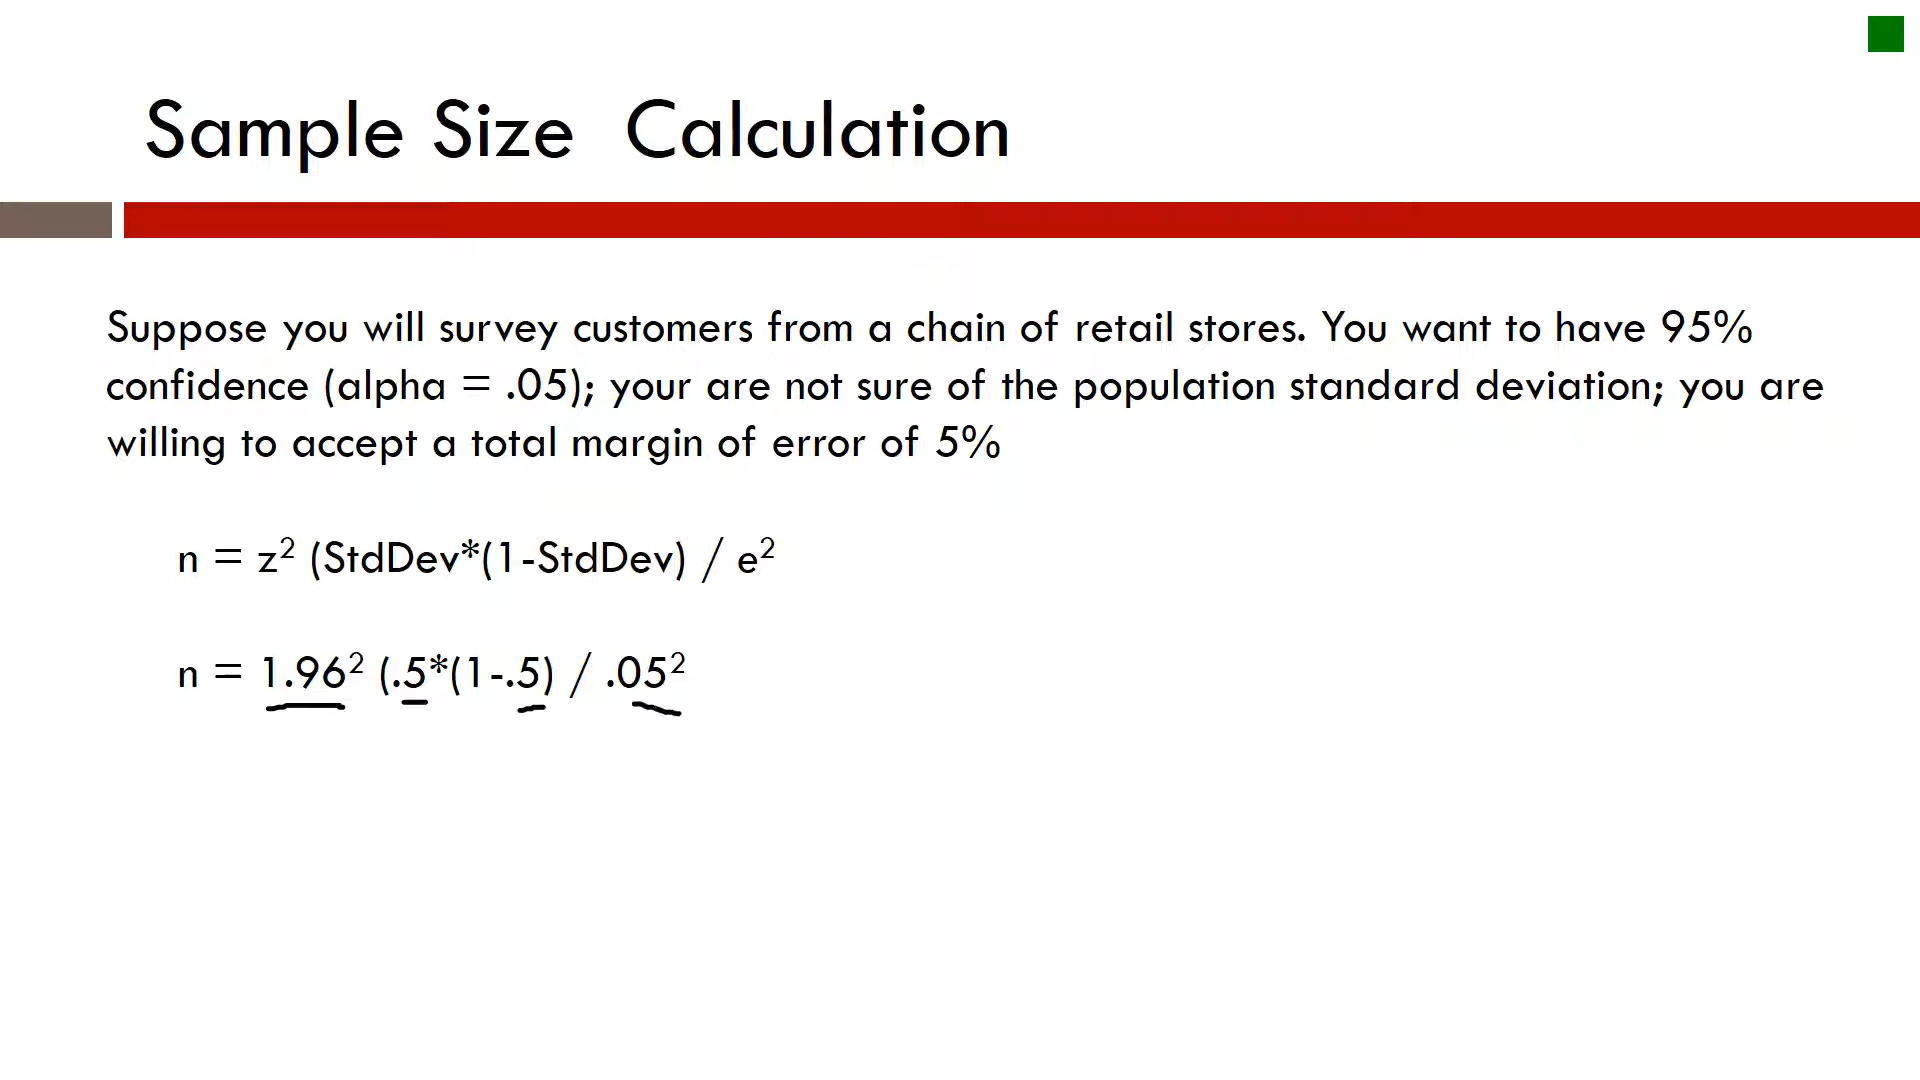 Sample Size Calculation
Suppose you will survey customers from a chain of retail stores. You want to have 95%
confidence (alpha = .05); your are not sure of the population standard deviation; you are
willing to accept a total margin of error of 5%
n = z² (StdDev*(1-StdDev) / e²
n = 1.96² (.5*(1-.5) / .05²